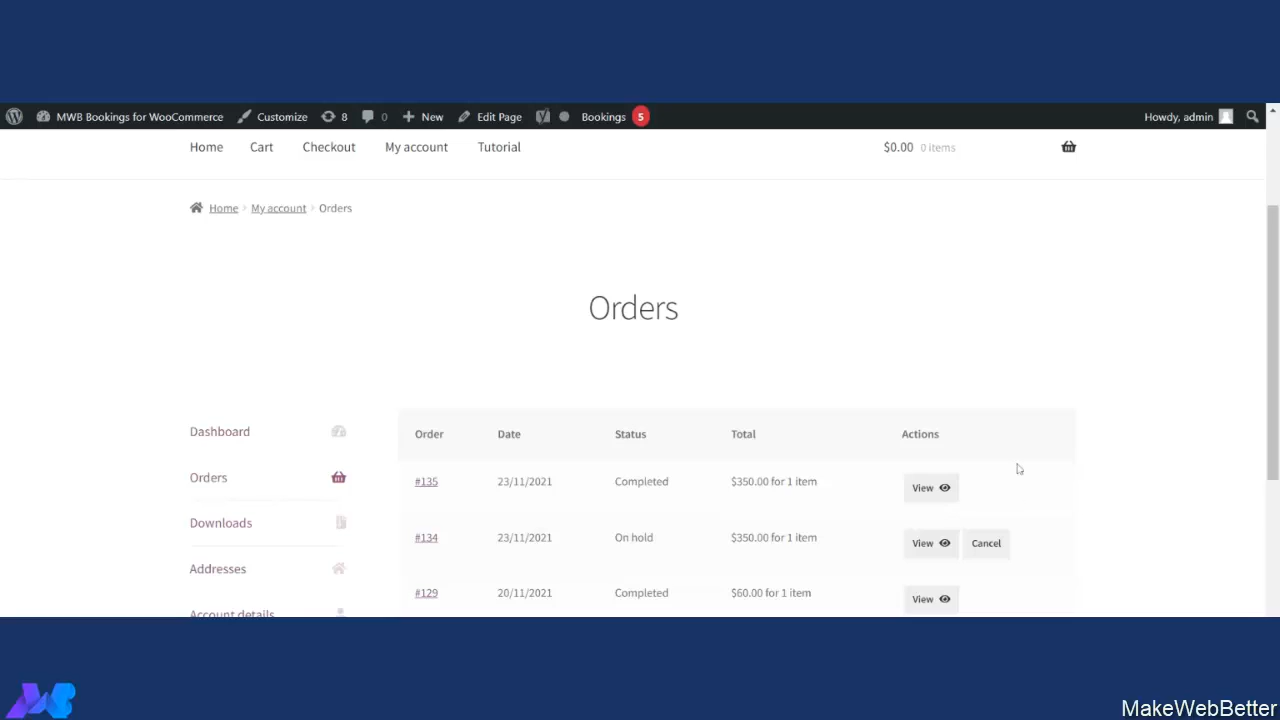 MWB Bookings for WooCommerce Customize 8 0 New Edit Page Bookings 5 Howdy, admin
Home Cart Checkout My account Tutorial $0.00 0 items
Home My account Orders
Orders
Dashboard
Orders
Downloads
Addresses
Account details
Order Date Status Total Actions
#135 23/11/2021 Completed $350.00 for 1 item View
#134 23/11/2021 On hold $350.00 for 1 item View Cancel
#129 20/11/2021 Completed $60.00 for 1 item View
MakeWebBetter